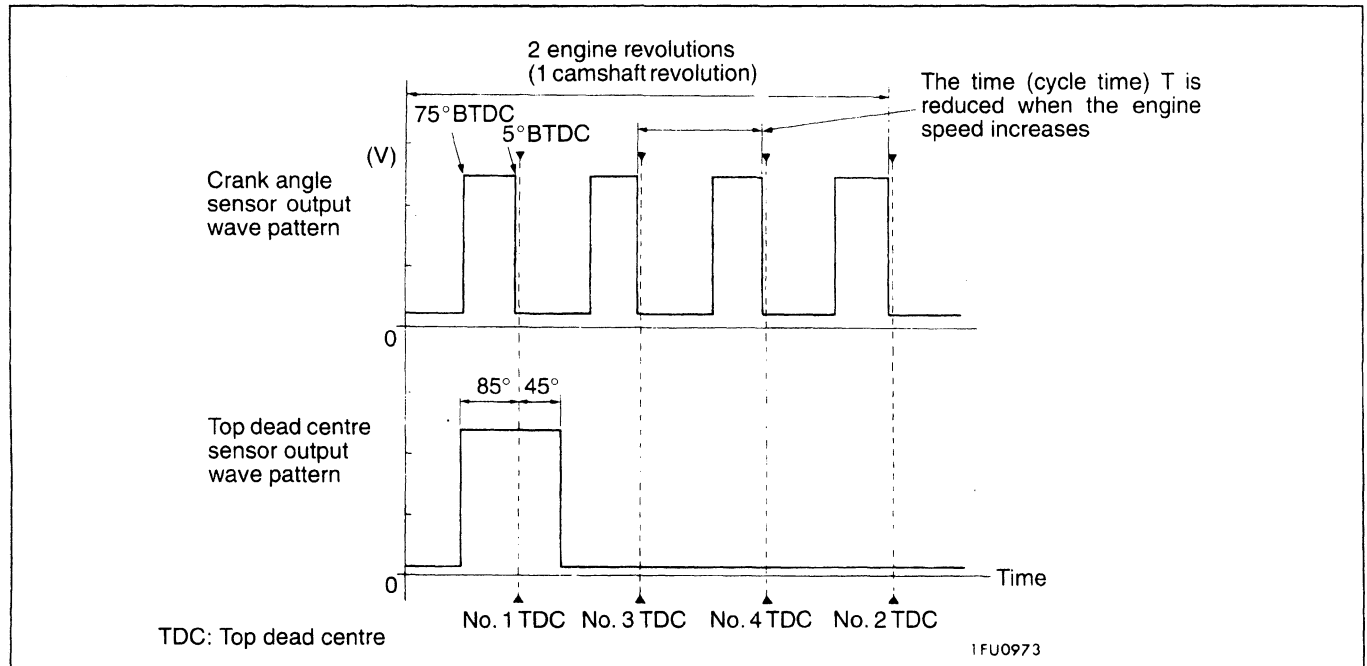 2 engine revolutions
(1 camshaft revolution)
The time (cycle time) T is
reduced when the engine
speed increases
75°BTDC
5°BTDC
(V)
Crank angle
sensor output
wave pattern
0
85° 45°
Top dead centre
sensor output
wave pattern
0
Time
No. 1 TDC No. 3 TDC No. 4 TDC No. 2 TDC
TDC: Top dead centre
1FU0973